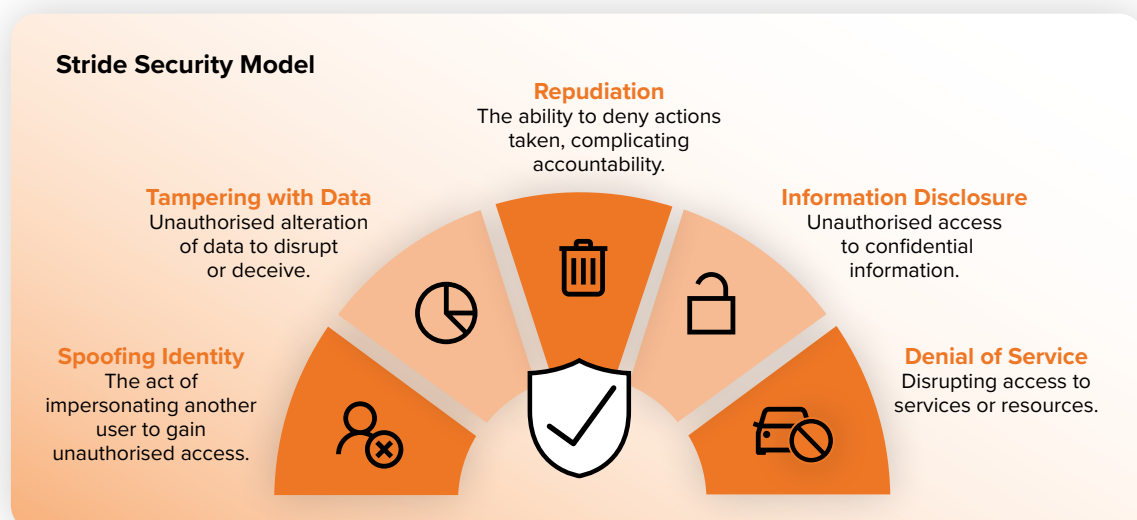 Stride Security Model
Spoofing Identity
The act of
impersonating another
user to gain
unauthorised access.
Tampering with Data
Unauthorised alteration
of data to disrupt
or deceive.
Repudiation
The ability to deny actions
taken, complicating
accountability.
Information Disclosure
Unauthorised access
to confidential
information.
Denial of Service
Disrupting access to
services or resources.